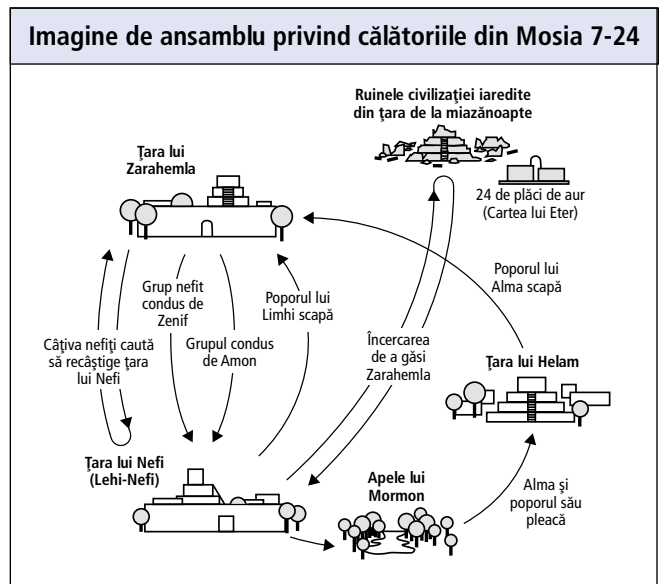 Imagine de ansamblu privind călătoriile din Mosia 7-24
Ruinele civilizaţiei iaredite
din ţara de la miazănoapte
Ţara lui
Zarahemla
24 de plăci de aur
(Cartea lui Eter)
Grup nefit
condus de
Zenif
Poporul lui
Limhi scapă
Poporul lui
Alma scapă
Câţiva nefiţi caută
să recâştige ţara
lui Nefi
Grupul condus
de Amon
Încercarea
de a găsi
Zarahemla
Ţara lui Helam
Ţara lui Nefi
(Lehi-Nefi)
Apele lui
Mormon
Alma şi
poporul său
pleacă